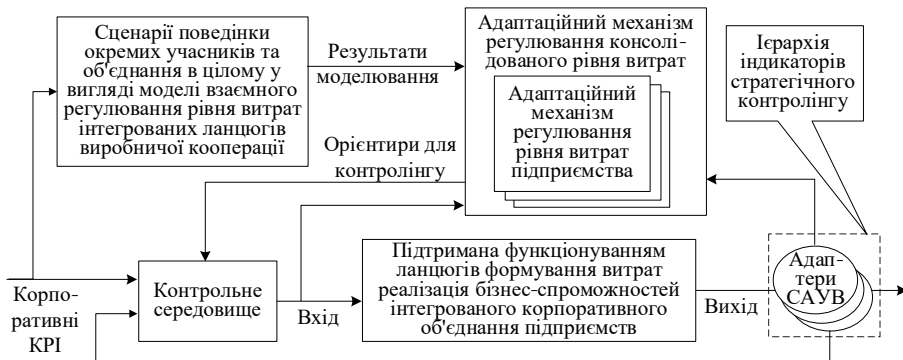 Сценарії поведінки
окремих учасників та
об'єднання в цілому у
вигляді моделі взаємного
регулювання рівня витрат
інтегрованих ланцюгів
виробничої кооперації
Результати
моделювання
Адаптаційний механізм
регулювання консолі-
дованого рівня витрат
Адаптаційний
механізм
регулювання
рівня витрат
підприємства
Ієрархія
індикаторів
стратегічного
контролінгу
Орієнтири для
контролінгу
Корпо-
ративні
KPI
Контрольне
середовище
Вхід
Підтримана функціонуванням
ланцюгів формування витрат
реалізація бізнес-спроможностей
інтегрованого корпоративного
об'єднання підприємств
Вихід
Адап-
тери
САУВ